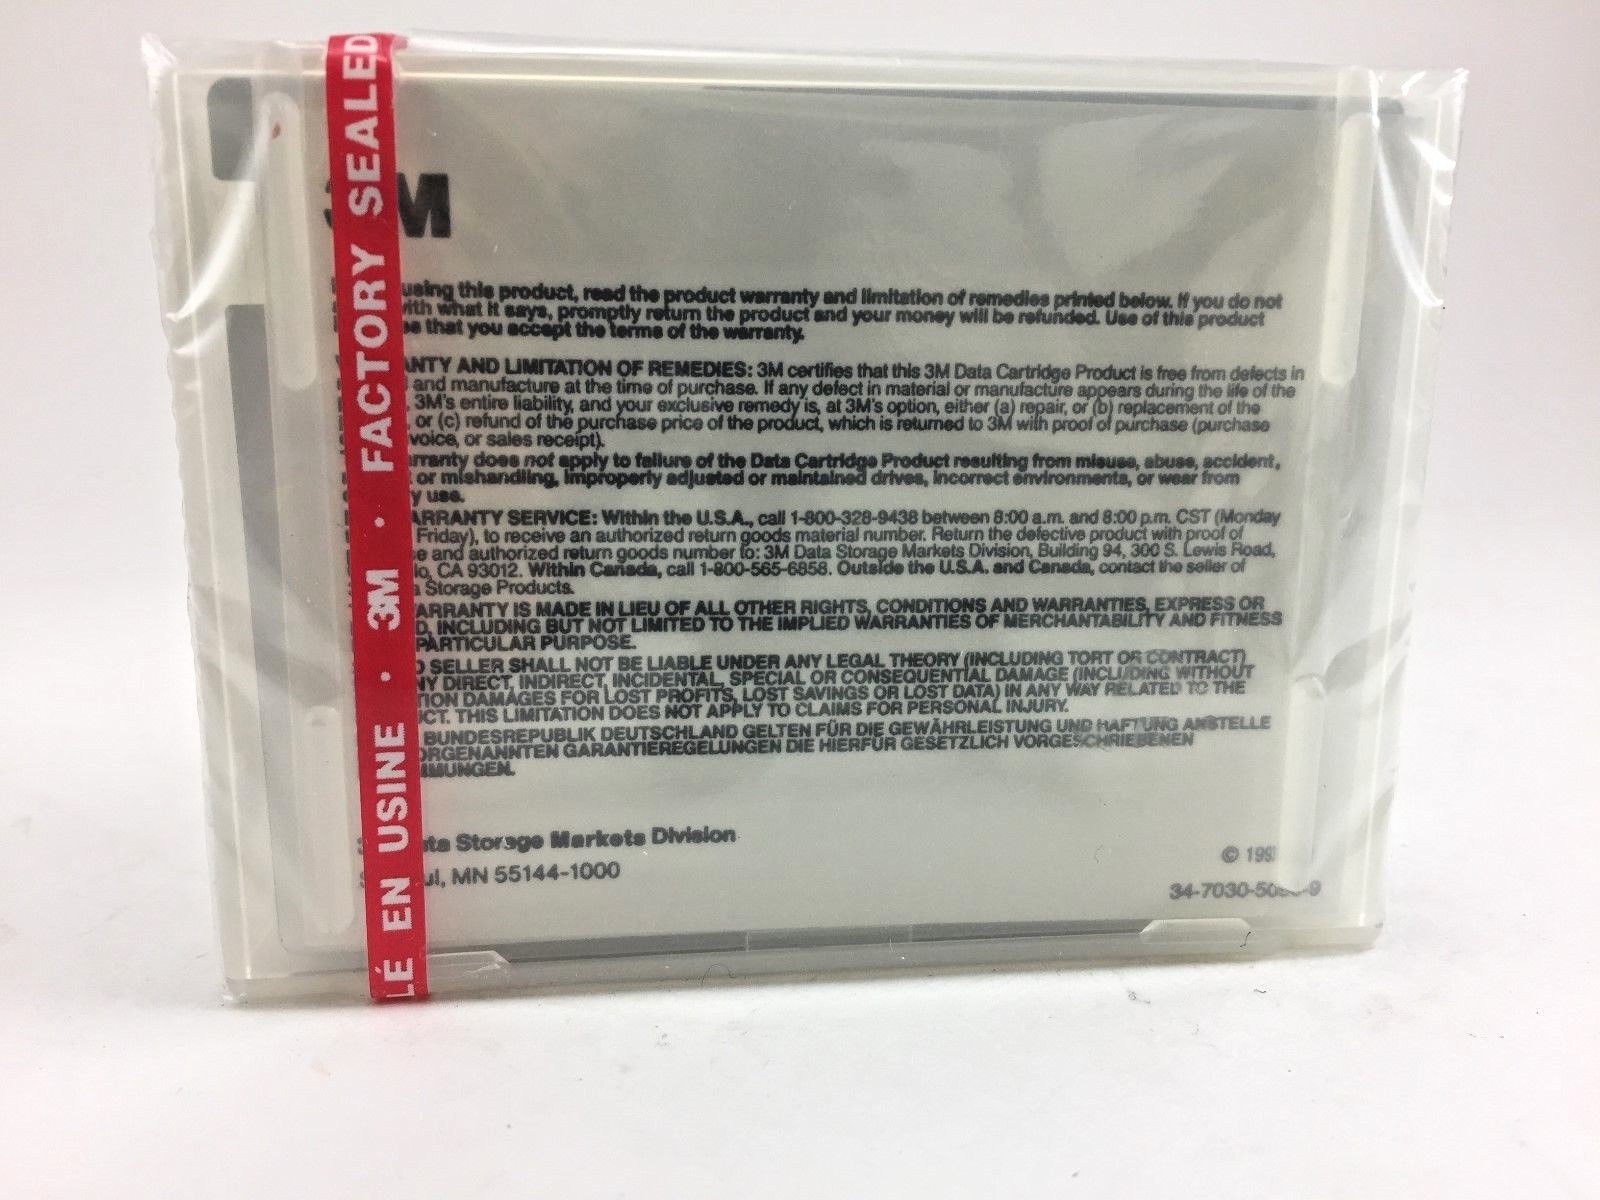 3M
using this product, read the product warranty and limitation of remedies printed below. If you do not
with what it says, promptly return the product and your money will be refunded. Use of this product
that you accept the terms of the warranty.
AND LIMITATION OF REMEDIES: 3M certifies that this 3M Data Cartridge Product is free from defects in
and manufacture at the time of purchase. If any defect in material or manufacture appears during the life of the
3M's entire liability, and your exclusive remedy is, at 3M's option, either (a) repair, or (b) replacement of the
or (c) refund of the purchase price of the product, which is returned to 3M with proof of purchase (purchase
voice, or sales receipt).
does not apply to failure of the Data Cartridge Product resulting from misuse, abuse, accident,
or mishandling, improperly adjusted or maintained drives, incorrect environments, or wear from
use.
ARRANTY SERVICE: Within the U.S.A., call 1-800-328-9438 between 8:00 a.m. and 8:00 p.m. CST (Monday
Friday), to receive an authorized return goods material number. Return the defective product with proof of
and authorized return goods number to: 3M Data Storage Markets Division, Building 94, 300 S. Lewis Road,
CA 93012. Within Canada, call 1-800-565-6858. Outside the U.S.A. and Canada, contact the seller of
Storage Products.
ARRANTY IS MADE IN LIEU OF ALL OTHER RIGHTS, CONDITIONS AND WARRANTIES, EXPRESS OR
INCLUDING BUT NOT LIMITED TO THE IMPLIED WARRANTIES OF MERCHANTABILITY AND FITNESS
PARTICULAR PURPOSE.
SELLER SHALL NOT BE LIABLE UNDER ANY LEGAL THEORY (INCLUDING TORT OR CONTRACT)
DIRECT, INDIRECT, INCIDENTAL, SPECIAL OR CONSEQUENTIAL DAMAGE (INCLUDING WITHOUT
DAMAGES FOR LOST PROFITS, LOST SAVINGS OR LOST DATA) IN ANY WAY RELATED TO THE
THIS LIMITATION DOES NOT APPLY TO CLAIMS FOR PERSONAL INJURY.
BUNDESREPUBLIK DEUTSCHLAND GELTEN FÜR DIE GEWÄHRLEISTUNG UND HAFTUNG ANSTELLE
ORGENANNTEN GARANTIEREGELUNGEN DIE HIERFÜR GESETZLICH VORGESCHRIEBENEN
MMUNGEN.
Storage Markets Division
MN 55144-1000
© 199
34-7030-50
LÉ EN USINE · 3M · FACTORY SEALED